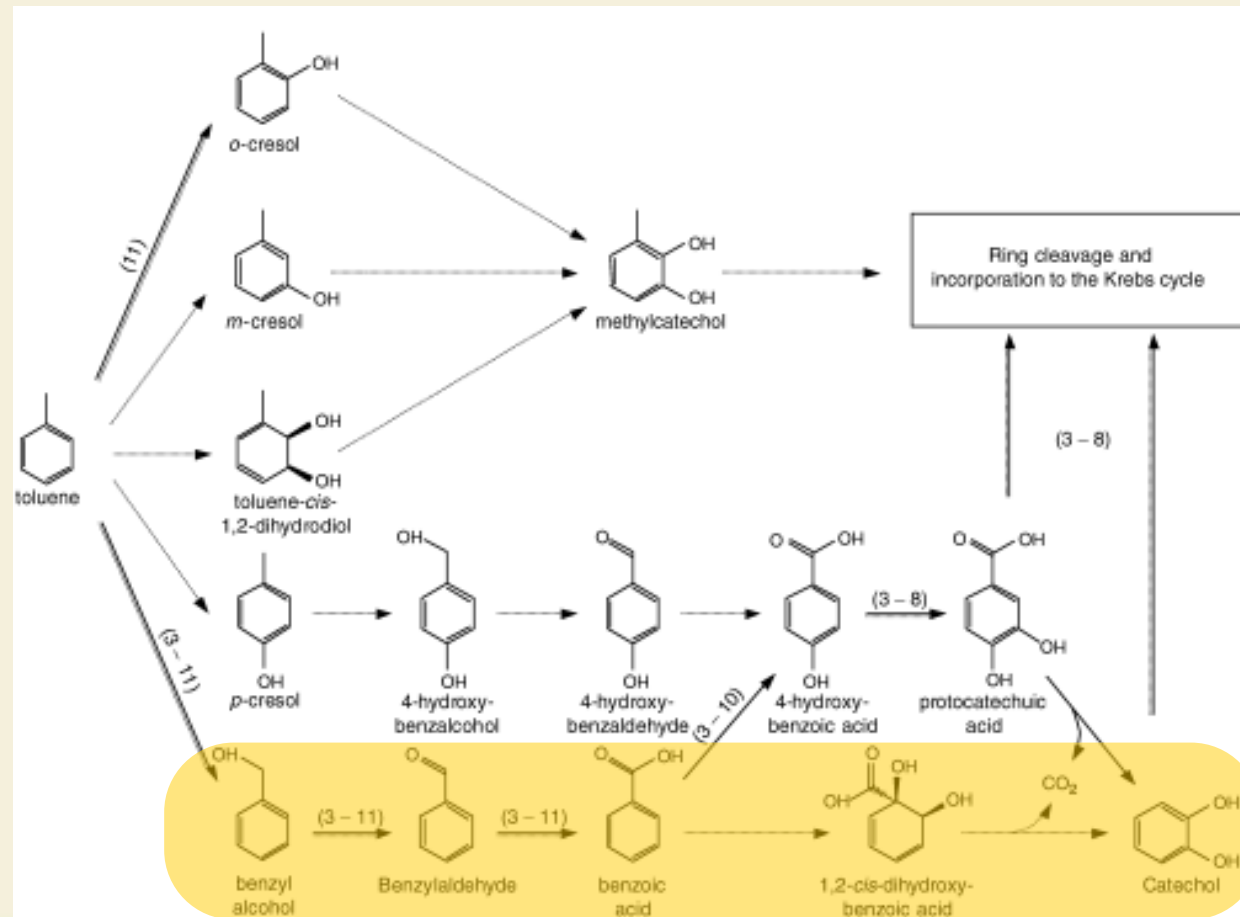 OH
o-cresol
(11)
OH
m-cresol
OH
OH
methylcatechol
Ring cleavage and
incorporation to the Krebs cycle
toluene
OH
OH
toluene-cis-
1,2-dihydrodiol
(3 – 8)
OH
p-cresol
HO
OH
4-hydroxy-
benzalcohol
O
OH
4-hydroxy-
benzaldehyde
O
OH
OH
4-hydroxy-
benzoic acid
(3 – 8)
O
OH
OH
OH
protocatechuic
acid
(3 – 11)
(3 – 10)
OH
benzyl
alcohol
(3 – 11)
O
Benzylaldehyde
(3 – 11)
O
OH
benzoic
acid
O
OH
OH
OH
1,2-cis-dihydroxy-
benzoic acid
CO2
OH
OH
Catechol